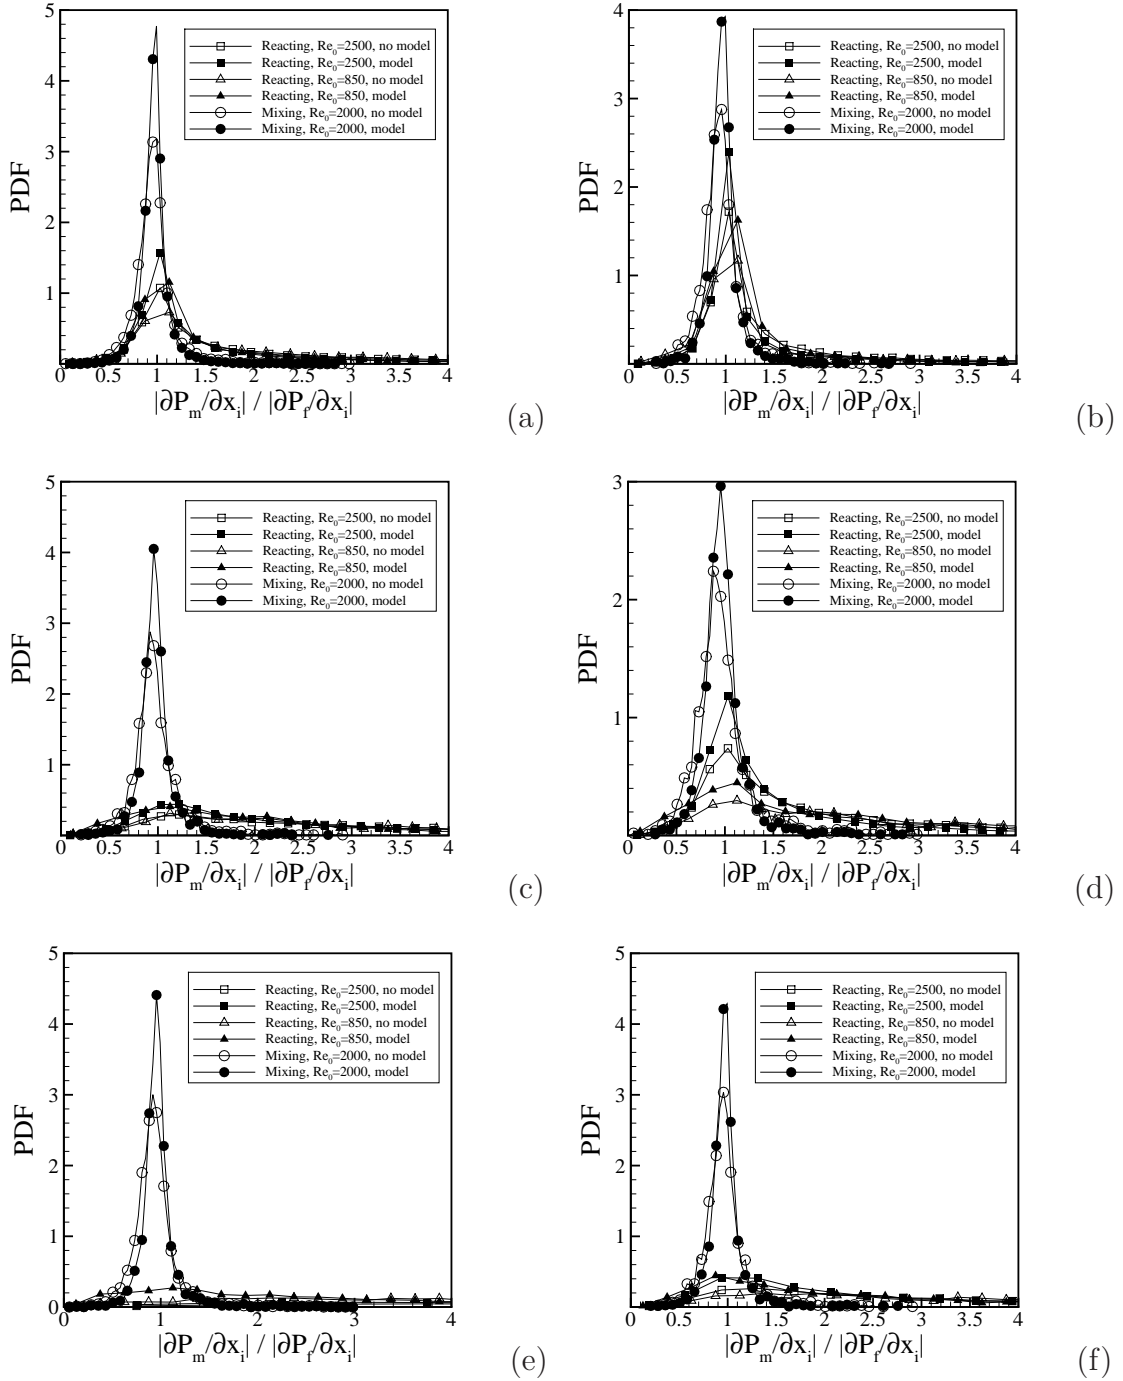 5
4
3
2
1
0
0.5
1
1.5
2
2.5
3
3.5
4
PDF
Reacting, Re0=2500, no model
Reacting, Re0=2500, model
Reacting, Re0=850, no model
Reacting, Re0=850, model
Mixing, Re0=2000, no model
Mixing, Re0=2000, model
|∂Pm/∂xi| / |∂Pf/∂xi|
(a)
4
3
2
1
0
0.5
1
1.5
2
2.5
3
3.5
4
PDF
Reacting, Re0=2500, no model
Reacting, Re0=2500, model
Reacting, Re0=850, no model
Reacting, Re0=850, model
Mixing, Re0=2000, no model
Mixing, Re0=2000, model
|∂Pm/∂xi| / |∂Pf/∂xi|
(b)
5
4
3
2
1
0
0.5
1
1.5
2
2.5
3
3.5
4
PDF
Reacting, Re0=2500, no model
Reacting, Re0=2500, model
Reacting, Re0=850, no model
Reacting, Re0=850, model
Mixing, Re0=2000, no model
Mixing, Re0=2000, model
|∂Pm/∂xi| / |∂Pf/∂xi|
(c)
3
2
1
0
0.5
1
1.5
2
2.5
3
3.5
4
PDF
Reacting, Re0=2500, no model
Reacting, Re0=2500, model
Reacting, Re0=850, no model
Reacting, Re0=850, model
Mixing, Re0=2000, no model
Mixing, Re0=2000, model
|∂Pm/∂xi| / |∂Pf/∂xi|
(d)
5
4
3
2
1
0
0
1
2
3
4
PDF
Reacting, Re0=2500, no model
Reacting, Re0=2500, model
Reacting, Re0=850, no model
Reacting, Re0=850, model
Mixing, Re0=2000, no model
Mixing, Re0=2000, model
|∂Pm/∂xi| / |∂Pf/∂xi|
(e)
5
4
3
2
1
0
0.5
1
1.5
2
2.5
3
3.5
4
PDF
Reacting, Re0=2500, no model
Reacting, Re0=2500, model
Reacting, Re0=850, no model
Reacting, Re0=850, model
Mixing, Re0=2000, no model
Mixing, Re0=2000, model
|∂Pm/∂xi| / |∂Pf/∂xi|
(f)